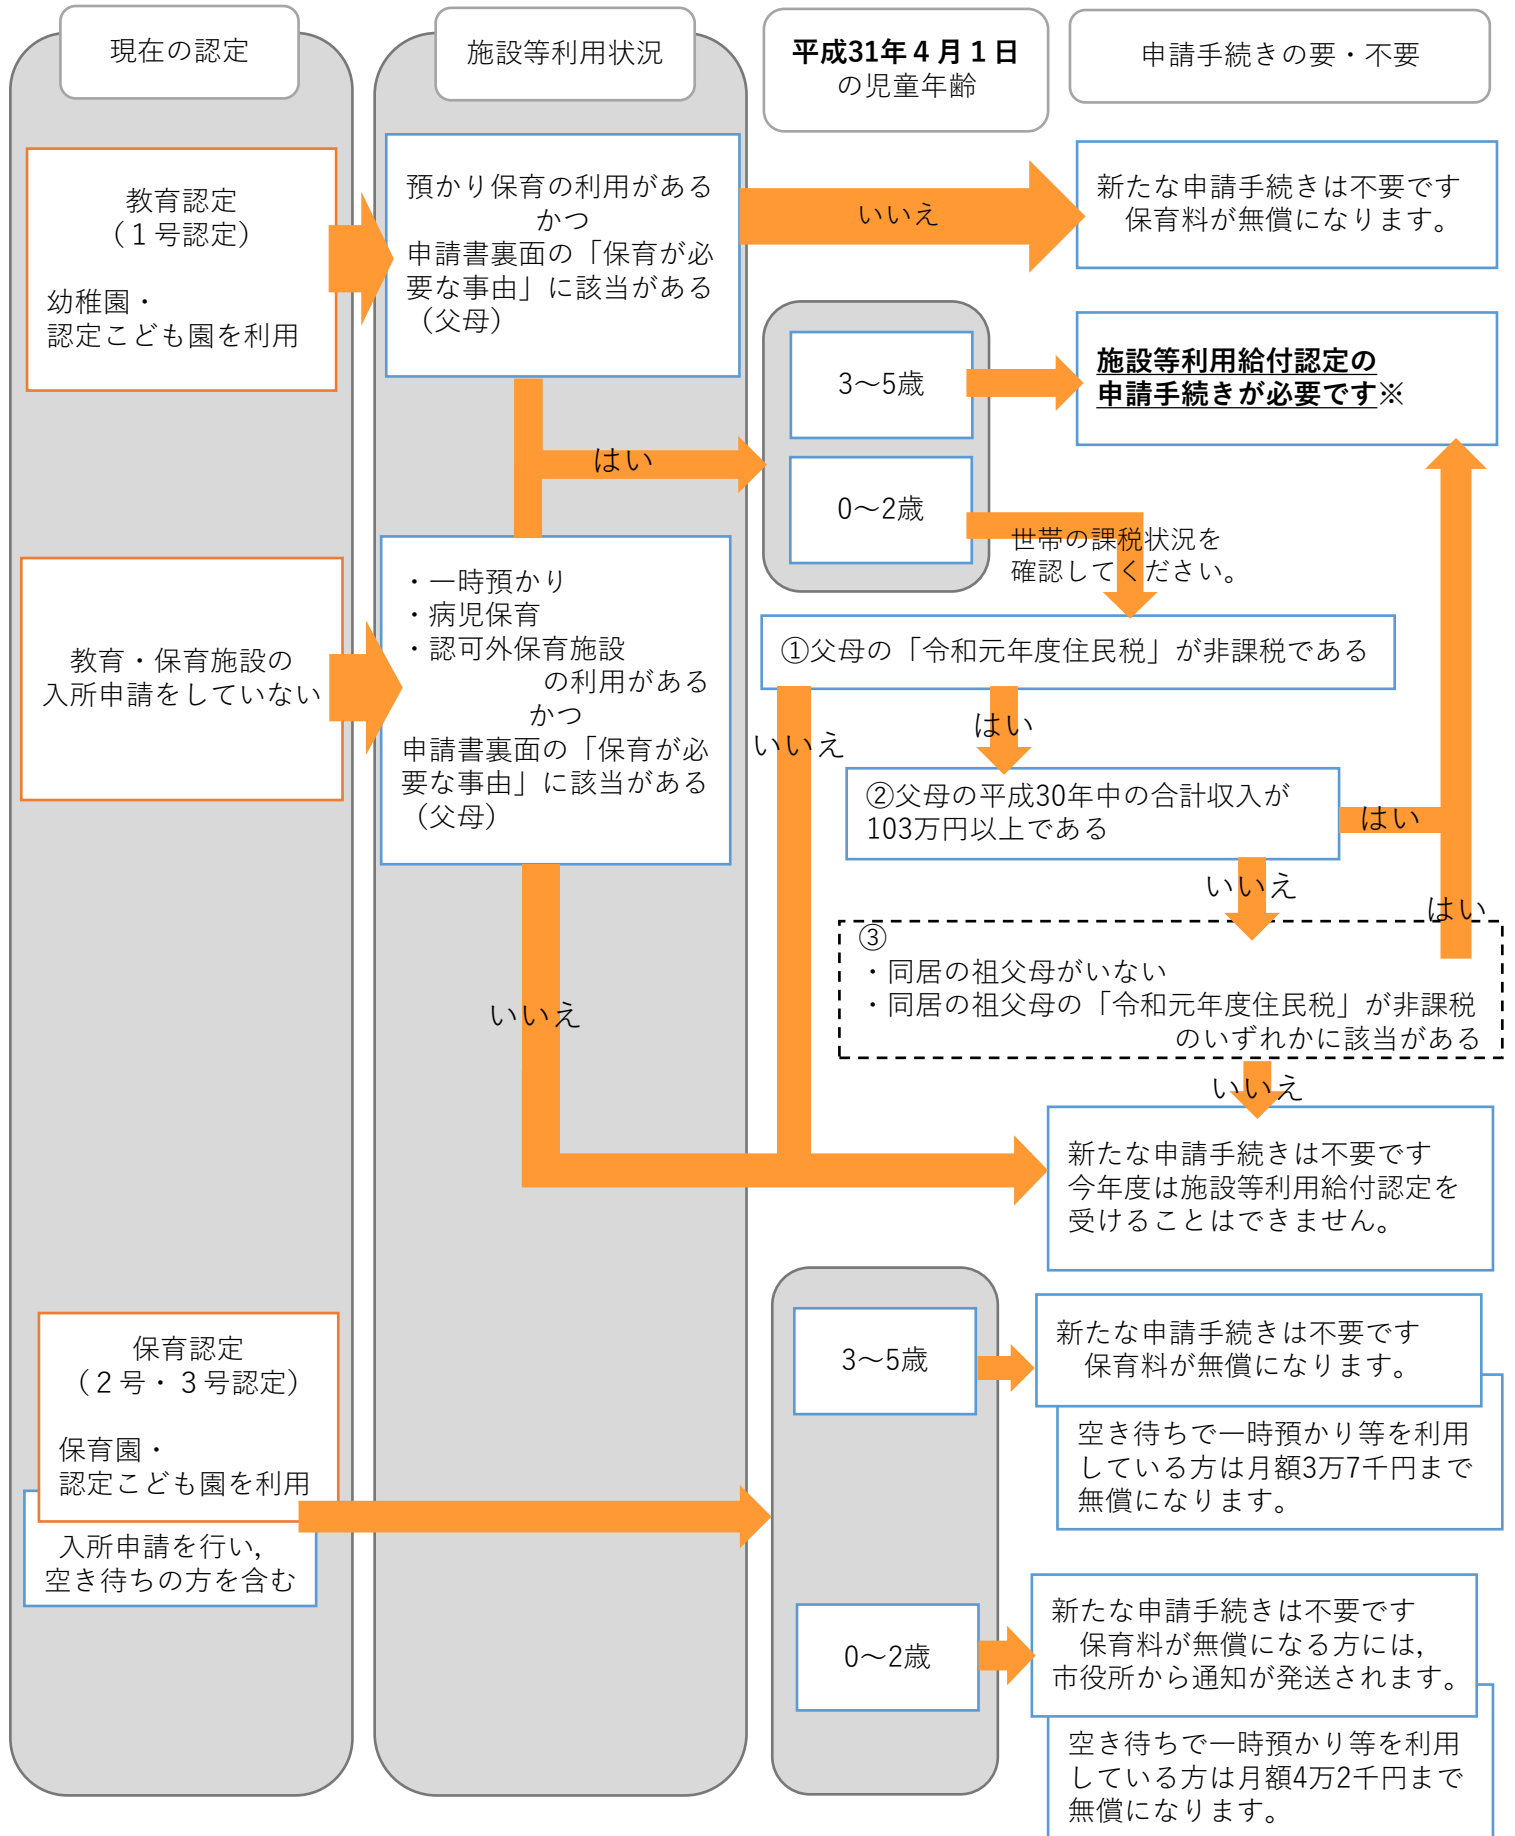 現在の認定
施設等利用状況
平成31年４月１日
の児童年齢
申請手続きの要・不要
教育認定
（１号認定）
幼稚園・
認定こども園を利用
預かり保育の利用がある
かつ
申請書裏面の「保育が必
要な事由」に該当がある
（父母）
いいえ
新たな申請手続きは不要です
保育料が無償になります。
はい
3～5歳
施設等利用給付認定の
申請手続きが必要です※
0～2歳
世帯の課税状況を
確認してください。
教育・保育施設の
入所申請をしていない
・一時預かり
・病児保育
・認可外保育施設
の利用がある
かつ
申請書裏面の「保育が必
要な事由」に該当がある
（父母）
①父母の「令和元年度住民税」が非課税である
いいえ
はい
②父母の平成30年中の合計収入が
103万円以上である
はい
いいえ
はい
③
・同居の祖父母がいない
・同居の祖父母の「令和元年度住民税」が非課税
のいずれかに該当がある
いいえ
いいえ
新たな申請手続きは不要です
今年度は施設等利用給付認定を
受けることはできません。
保育認定
（２号・３号認定）
保育園・
認定こども園を利用
入所申請を行い,
空き待ちの方を含む
3～5歳
新たな申請手続きは不要です
保育料が無償になります。
空き待ちで一時預かり等を利用
している方は月額3万7千円まで
無償になります。
0～2歳
新たな申請手続きは不要です
保育料が無償になる方には,
市役所から通知が発送されます。
空き待ちで一時預かり等を利用
している方は月額4万2千円まで
無償になります。